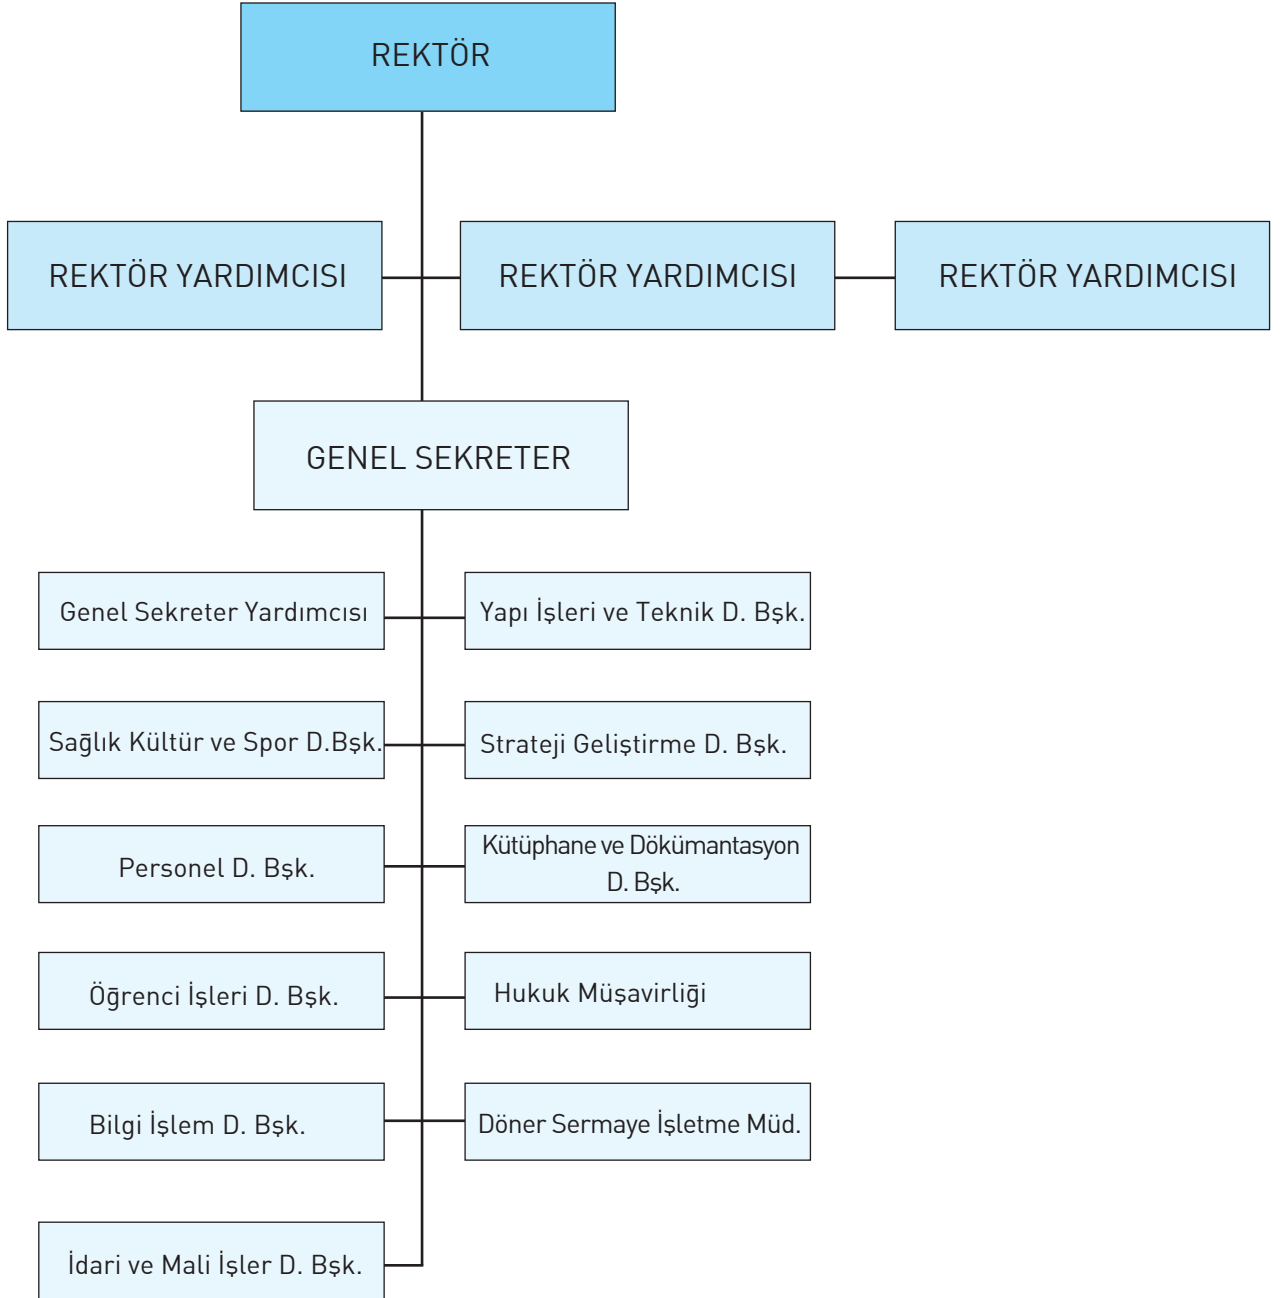 REKTÖR
REKTÖR YARDIMCISI
REKTÖR YARDIMCISI
REKTÖR YARDIMCISI
GENEL SEKRETER
Genel Sekreter Yardımcısı
Yapı İşleri ve Teknik D. Bşk.
Sağlık Kültür ve Spor D.Bşk.
Strateji Geliştirme D. Bşk.
Personel D. Bşk.
Kütüphane ve Dökümantasyon
D. Bşk.
Öğrenci İşleri D. Bşk.
Hukuk Müşavirliği
Bilgi İşlem D. Bşk.
Döner Sermaye İşletme Müd.
İdari ve Mali İşler D. Bşk.